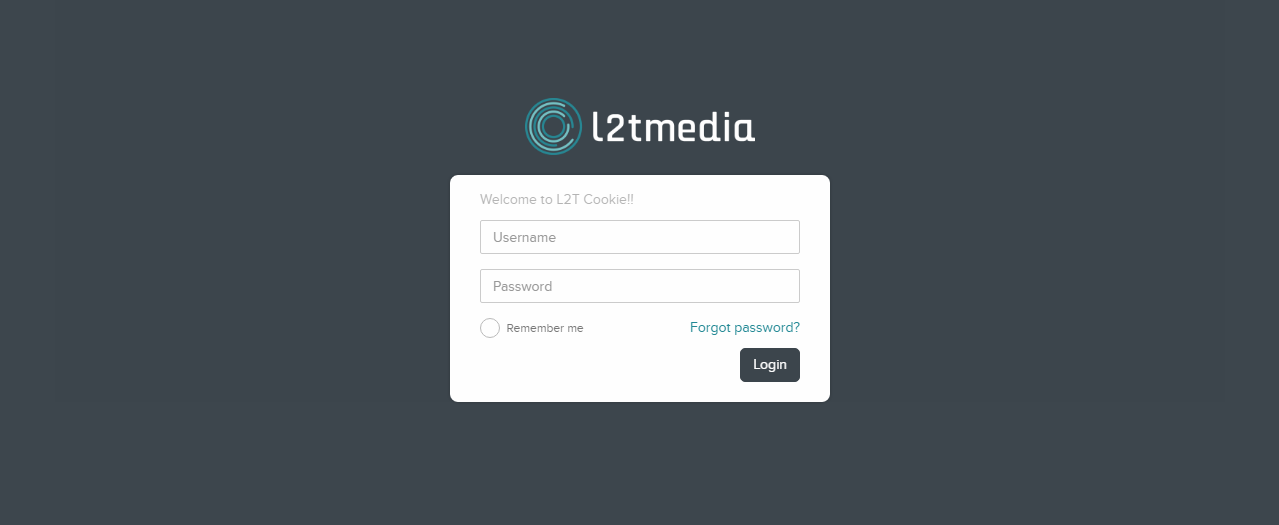 l2tmedia
Welcome to L2T Cookie!!
Username
Password
Remember me
Forgot password?
Login